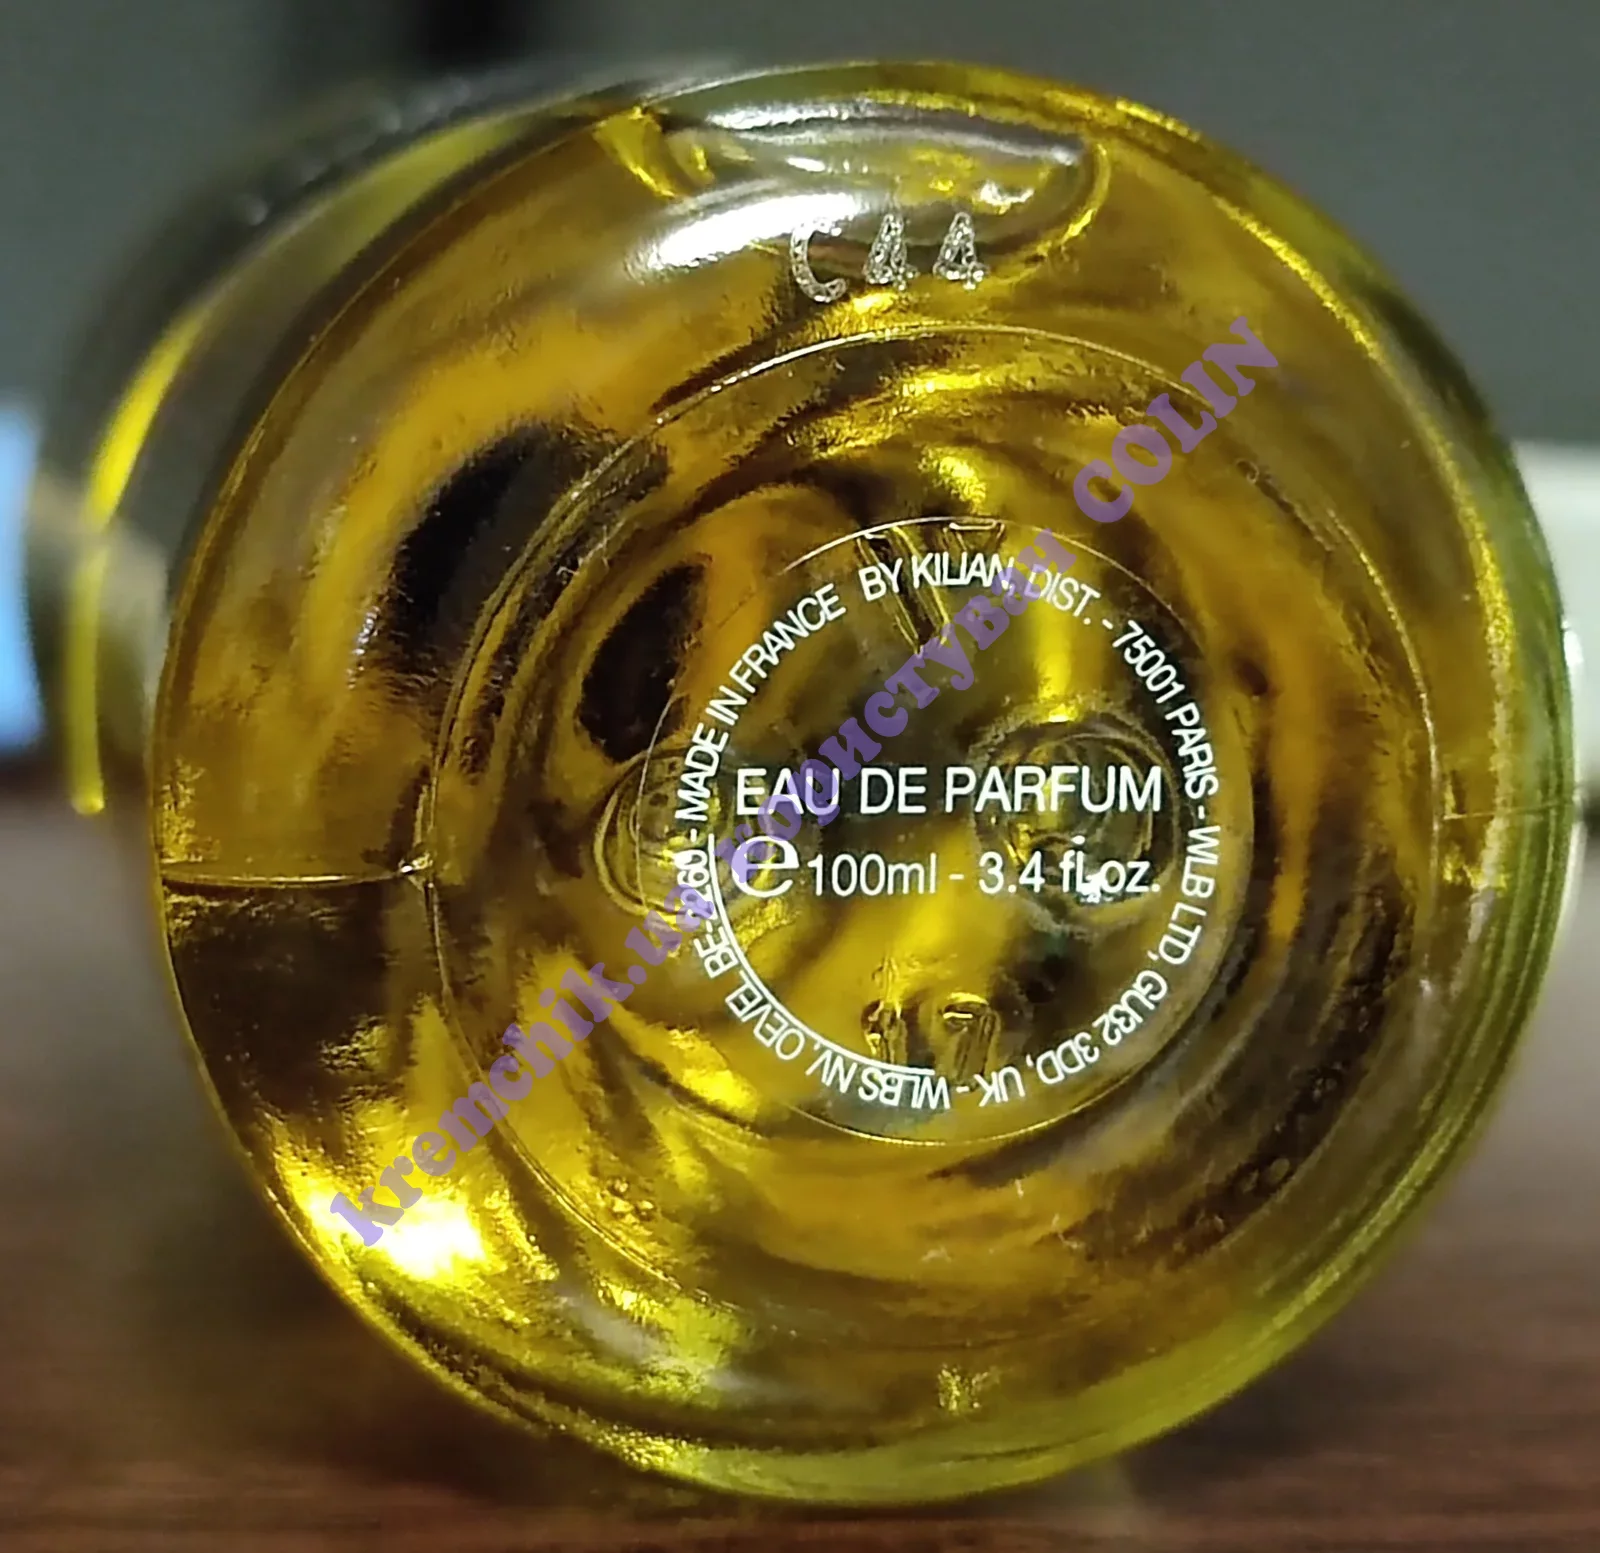 C44
BY KILIAN, DIST. - 75001 PARIS - WLB LTD, GU32 3DD, UK - WLBS NV, OEVEL BE-2260 - MADE IN FRANCE
EAU DE PARFUM
e 100ml - 3.4 fl. oz.
kremchik.ua користувач COLIN